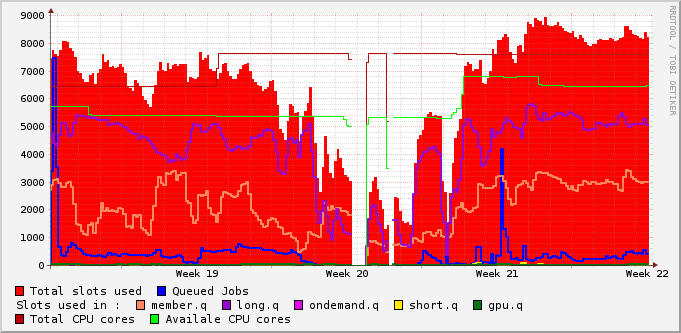 9000
8000
7000
6000
5000
4000
3000
2000
1000
0
Week 19 Week 20 Week 21 Week 22
Total slots used Queued Jobs
Slots used in : member.q long.q ondemand.q short.q gpu.q
Total CPU cores Availale CPU cores
RRDTOOL / TOBI OETIKER